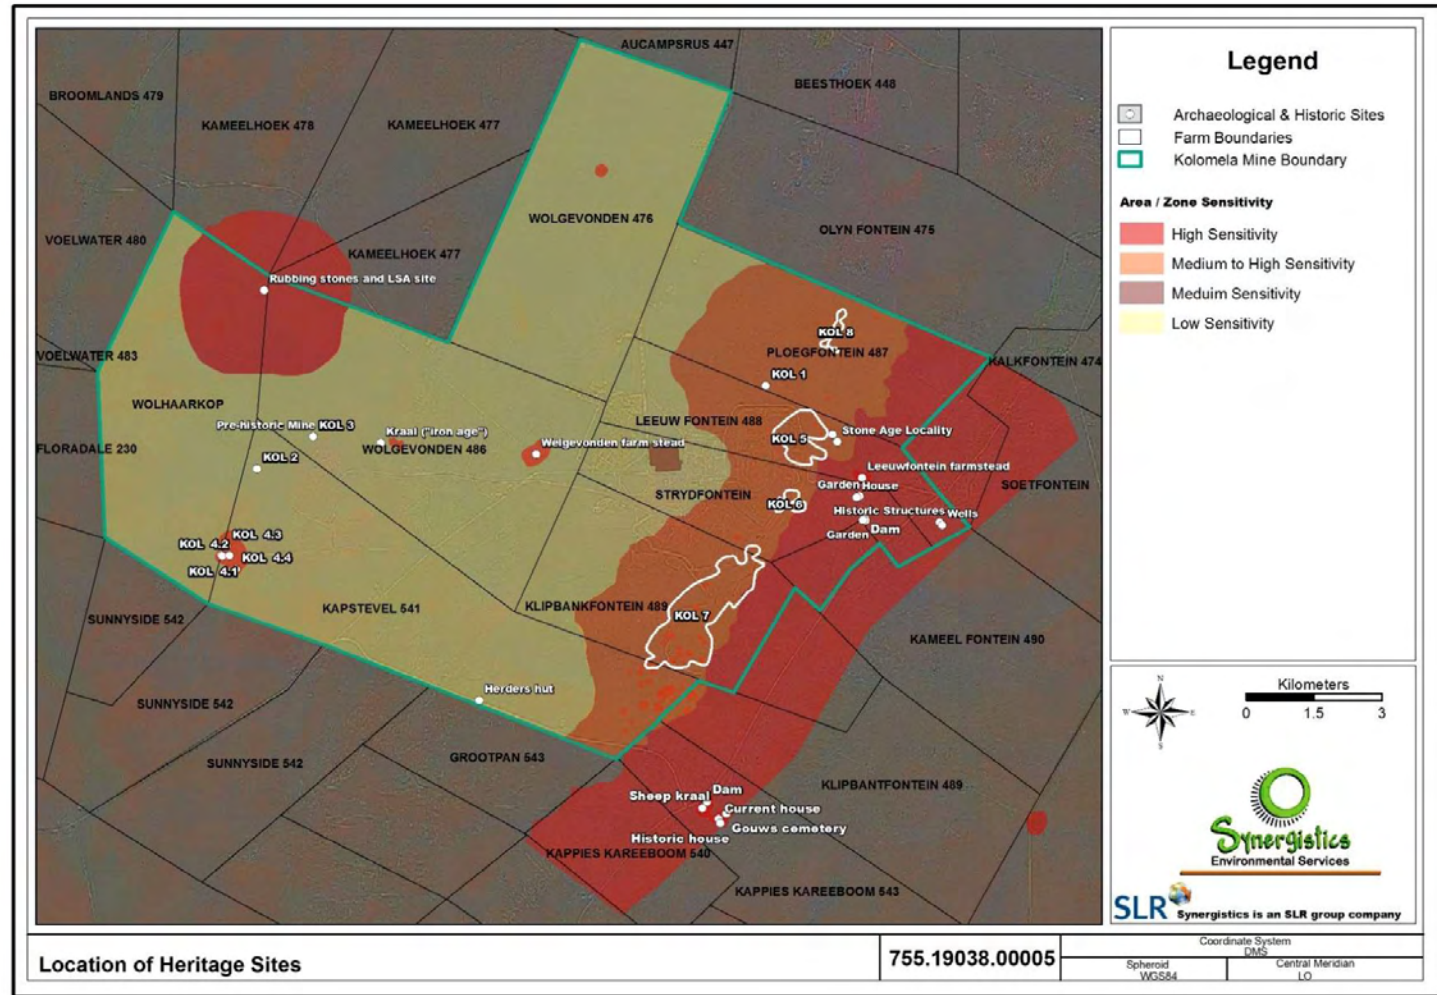 AUCAMPSRUS 447
BEESTHOEK 448
BROOMLANDS 479
KAMEELHOEK 478
KAMEELHOEK 477
WOLGEVONDEN 476
OLYN FONTEIN 475
VOELWATER 480
KAMEELHOEK 477
Rubbing stones and LSA site
KOL 8
PLOEGFONTEIN 487
KALKFONTEIN 474
VOELWATER 483
KOL 1
WOLHAARKOP
LEEUW FONTEIN 488
Pre-historic Mine KOL 3
Kraal ("iron age")
KOL 5
Stone Age Locality
FLORADALE 230
WOLGEVONDEN 486
Welgevonden farm stead
KOL 2
Leeuwfontein farmstead
Garden House
SOETFONTEIN
STRYDFONTEIN
KOL 6
Historic Structures Wells
Dam
Garden
KOL 4.3
KOL 4.2
KOL 4.4
KOL 4.1
KAPSTEVEL 541
KLIPBANKFONTEIN 489
KOL 7
SUNNYSIDE 542
KAMEEL FONTEIN 490
Herders hut
SUNNYSIDE 542
SUNNYSIDE 542
GROOTPAN 543
KLIPBANTFONTEIN 489
Dam
Sheep kraal
Current house
Gouws cemetery
Historic house
KAPPIES KAREEBOOM 540
KAPPIES KAREEBOOM 543
Legend
Archaeological & Historic Sites
Farm Boundaries
Kolomela Mine Boundary
Area / Zone Sensitivity
High Sensitivity
Medium to High Sensitivity
Meduim Sensitivity
Low Sensitivity
N
W E
S
Kilometers
0 1.5 3
Synergistics
Environmental Services
SLR Synergistics is an SLR group company
Location of Heritage Sites
755.19038.00005
Coordinate System
DMS
Spheroid
WGS84
Central Meridian
LO